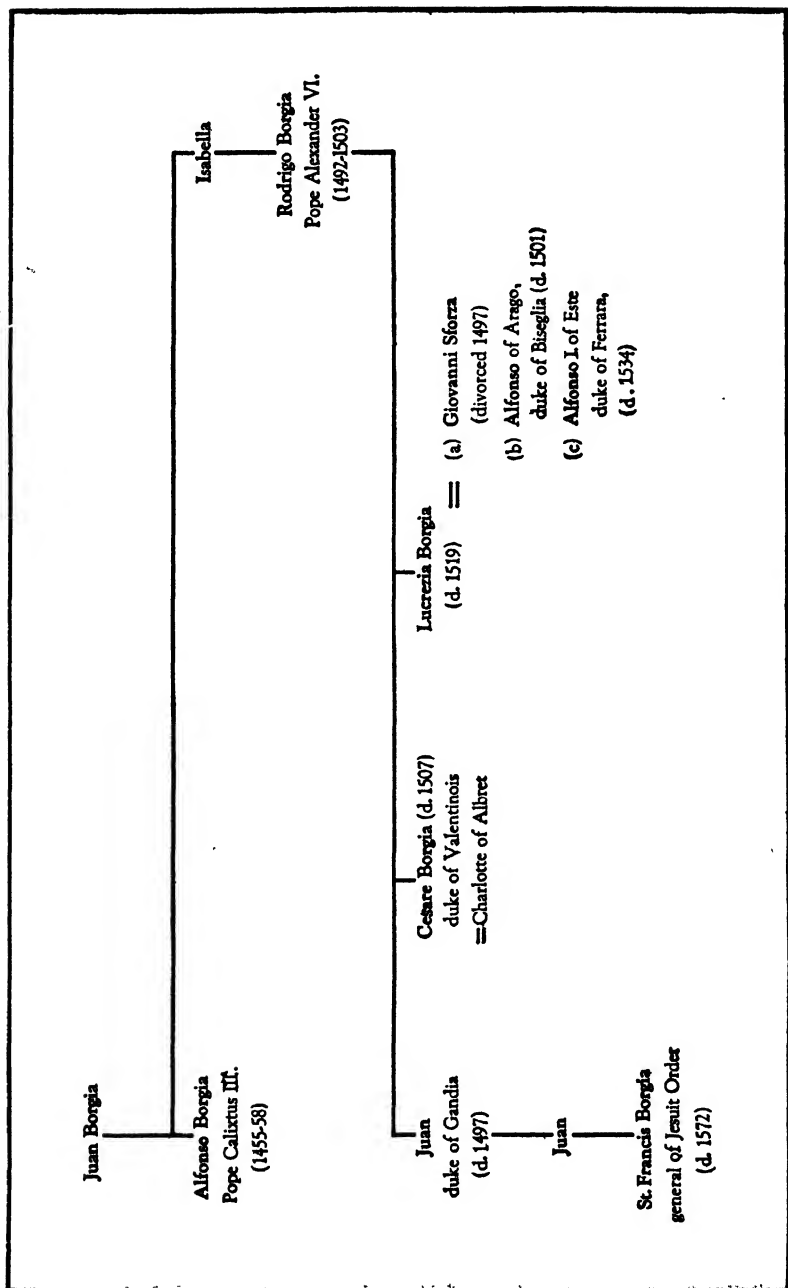 Juan Borgia
Alfonso Borgia
Pope Calixtus III.
(1455-58)
Isabella
Rodrigo Borgia
Pope Alexander VI.
(1492-1503)
Juan
duke of Gandia
(d. 1497)
Juan
St. Francis Borgia
general of Jesuit Order
(d. 1572)
Cesare Borgia (d. 1507)
duke of Valentinois
=Charlotte of Albret
Lucrezia Borgia
(d. 1519)
=
(a) Giovanni Sforza
(divorced 1497)
(b) Alfonso of Arago,
duke of Biseglia (d. 1501)
(c) Alfonso I. of Este
duke of Ferrara,
(d. 1534)